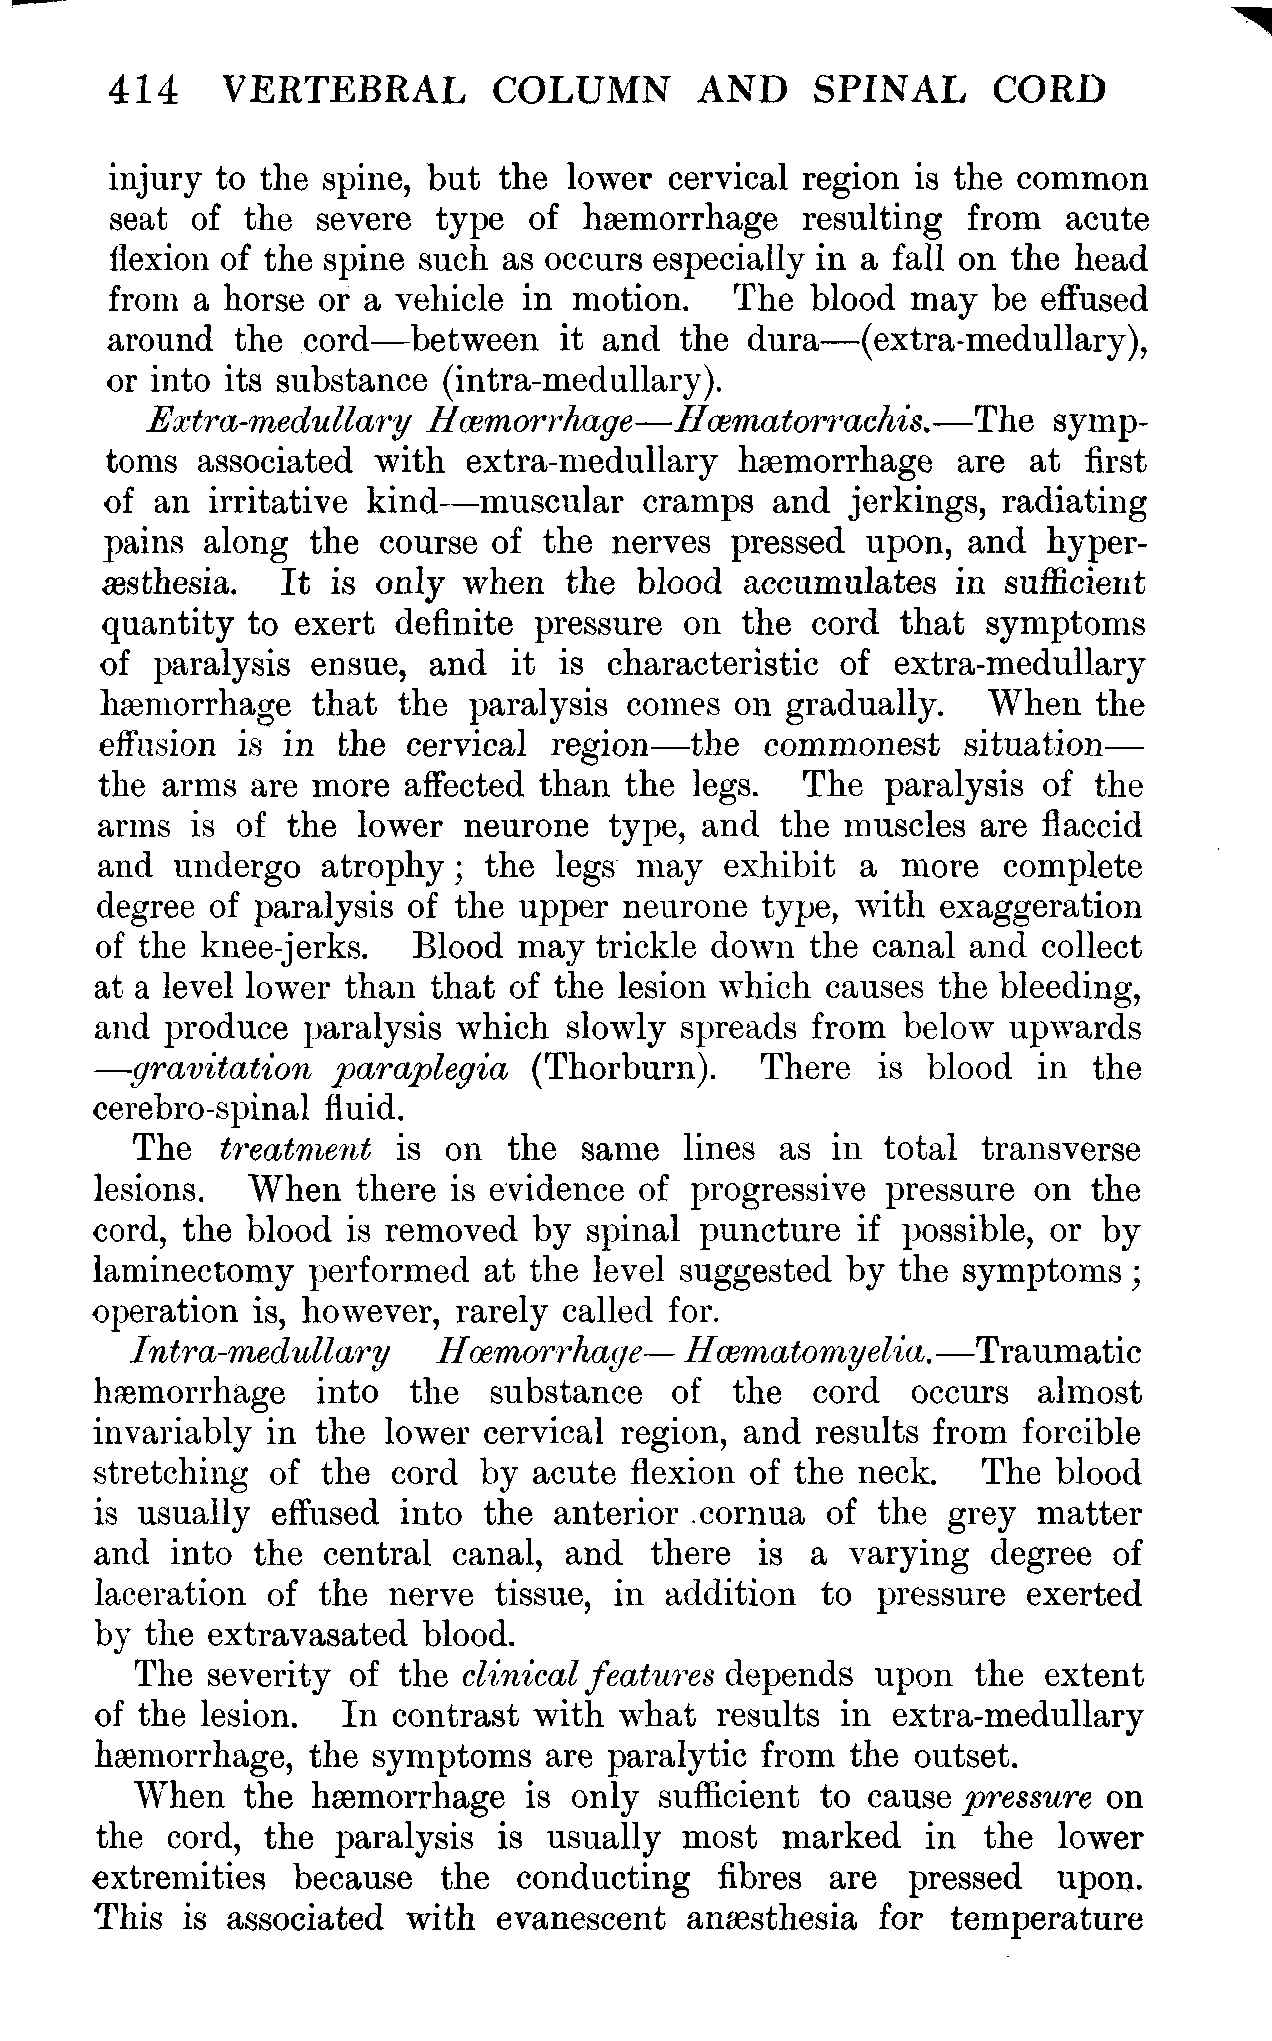 414 VERTEBRAL COLUMN AND SPINAL CORD
injury to the spine, but the lower cervical region is the common
seat of the severe type of hæmorrhage resulting from acute
flexion of the spine such as occurs especially in a fall on the head
from a horse or a vehicle in motion. The blood may be effused
around the cord—between it and the dura—(extra-medullary),
or into its substance (intra-medullary).
Extra-medullary Hæmorrhage—Hæmatorrachis.—The symp-
toms associated with extra-medullary hæmorrhage are at first
of an irritative kind—muscular cramps and jerkings, radiating
pains along the course of the nerves pressed upon, and hyper-
æsthesia. It is only when the blood accumulates in sufficient
quantity to exert definite pressure on the cord that symptoms
of paralysis ensue, and it is characteristic of extra-medullary
hæmorrhage that the paralysis comes on gradually. When the
effusion is in the cervical region—the commonest situation—
the arms are more affected than the legs. The paralysis of the
arms is of the lower neurone type, and the muscles are flaccid
and undergo atrophy ; the legs may exhibit a more complete
degree of paralysis of the upper neurone type, with exaggeration
of the knee-jerks. Blood may trickle down the canal and collect
at a level lower than that of the lesion which causes the bleeding,
and produce paralysis which slowly spreads from below upwards
—gravitation paraplegia (Thorburn). There is blood in the
cerebro-spinal fluid.
The treatment is on the same lines as in total transverse
lesions. When there is evidence of progressive pressure on the
cord, the blood is removed by spinal puncture if possible, or by
laminectomy performed at the level suggested by the symptoms ;
operation is, however, rarely called for.
Intra-medullary Hæmorrhage—Hæmatomyelia.—Traumatic
hæmorrhage into the substance of the cord occurs almost
invariably in the lower cervical region, and results from forcible
stretching of the cord by acute flexion of the neck. The blood
is usually effused into the anterior cornua of the grey matter
and into the central canal, and there is a varying degree of
laceration of the nerve tissue, in addition to pressure exerted
by the extravasated blood.
The severity of the clinical features depends upon the extent
of the lesion. In contrast with what results in extra-medullary
hæmorrhage, the symptoms are paralytic from the outset.
When the hæmorrhage is only sufficient to cause pressure on
the cord, the paralysis is usually most marked in the lower
extremities because the conducting fibres are pressed upon.
This is associated with evanescent anæsthesia for temperature